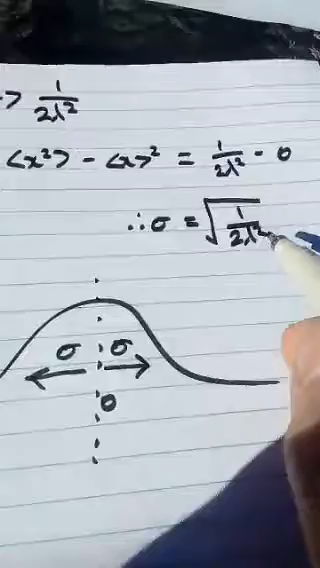 -> 1/2λ²
<x²> - <x>² = 1/2λ² - 0
∴ σ = √(1/2λ²)
σ σ
0